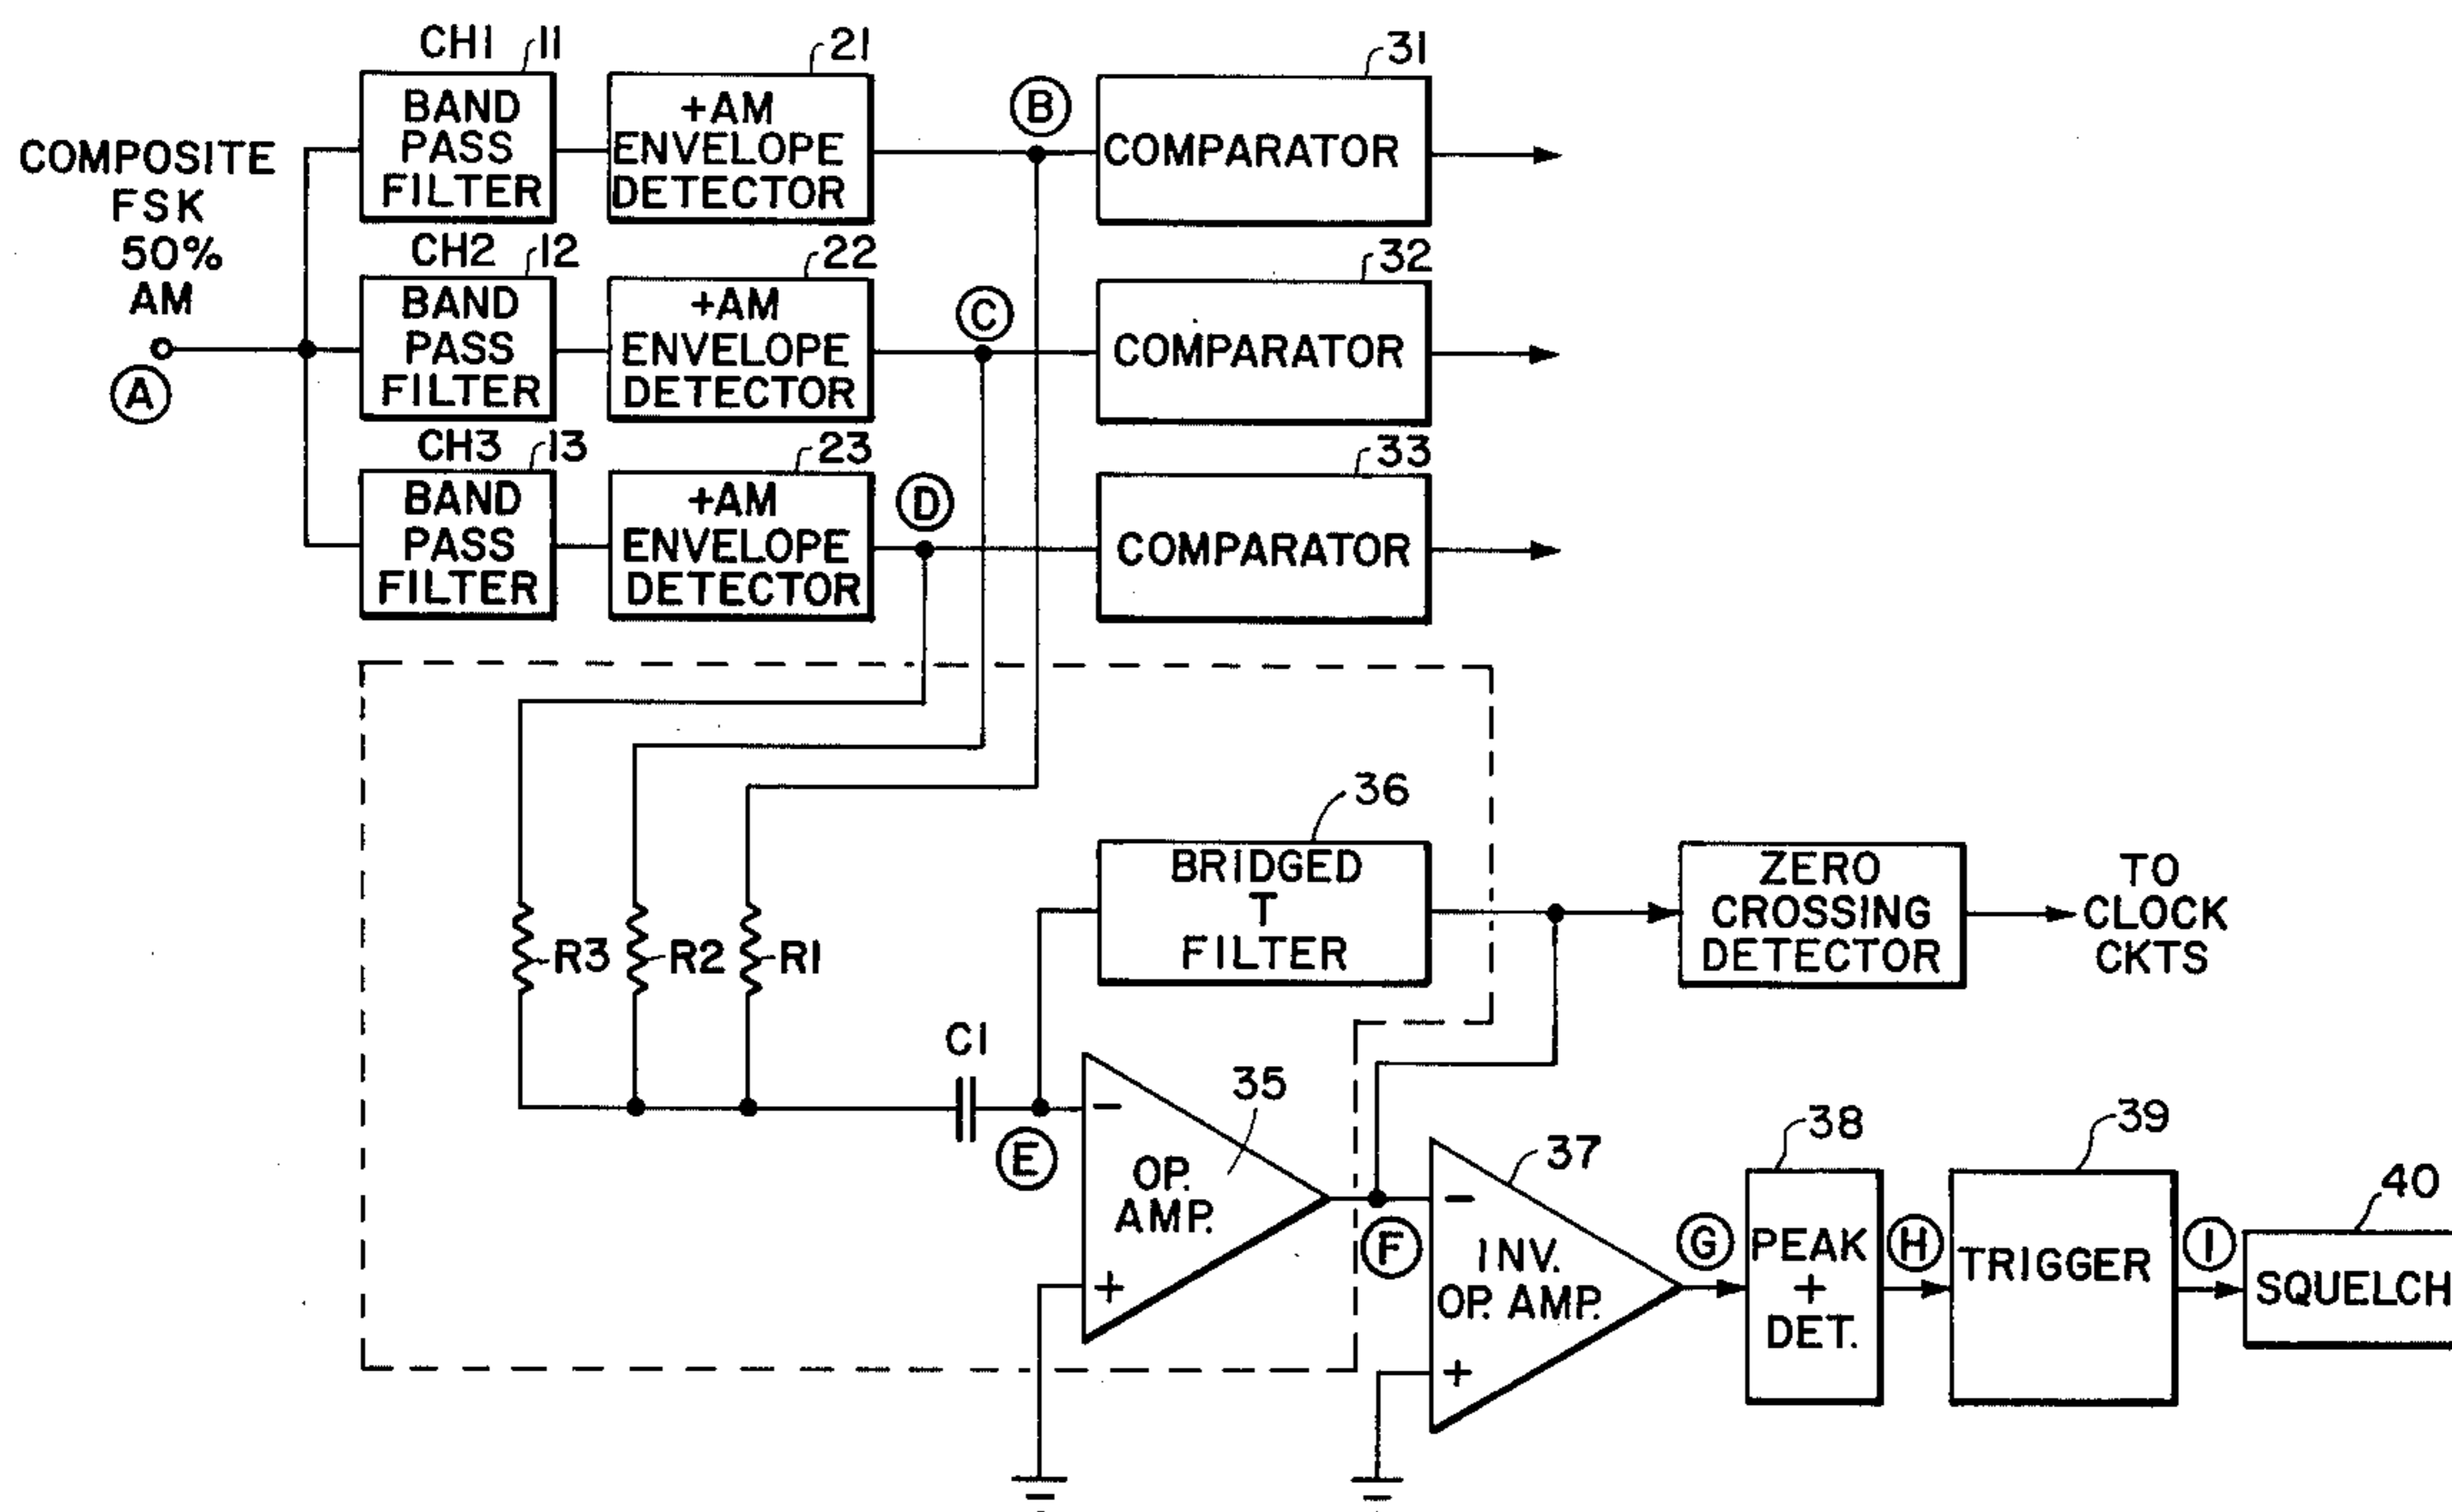 CH1 11
BAND
PASS
FILTER
+AM
ENVELOPE
DETECTOR
21
B
COMPARATOR
31
COMPOSITE
FSK
50%
AM
A
CH2 12
BAND
PASS
FILTER
+AM
ENVELOPE
DETECTOR
22
C
COMPARATOR
32
CH3 13
BAND
PASS
FILTER
+AM
ENVELOPE
DETECTOR
23
D
COMPARATOR
33
R3
R2
R1
C1
E
36
BRIDGED
T
FILTER
ZERO
CROSSING
DETECTOR
TO
CLOCK
CKTS
35
−
OP.
AMP.
+
F
37
−
INV.
OP. AMP.
+
G
38
PEAK
+
DET.
H
39
TRIGGER
I
40
SQUELCH